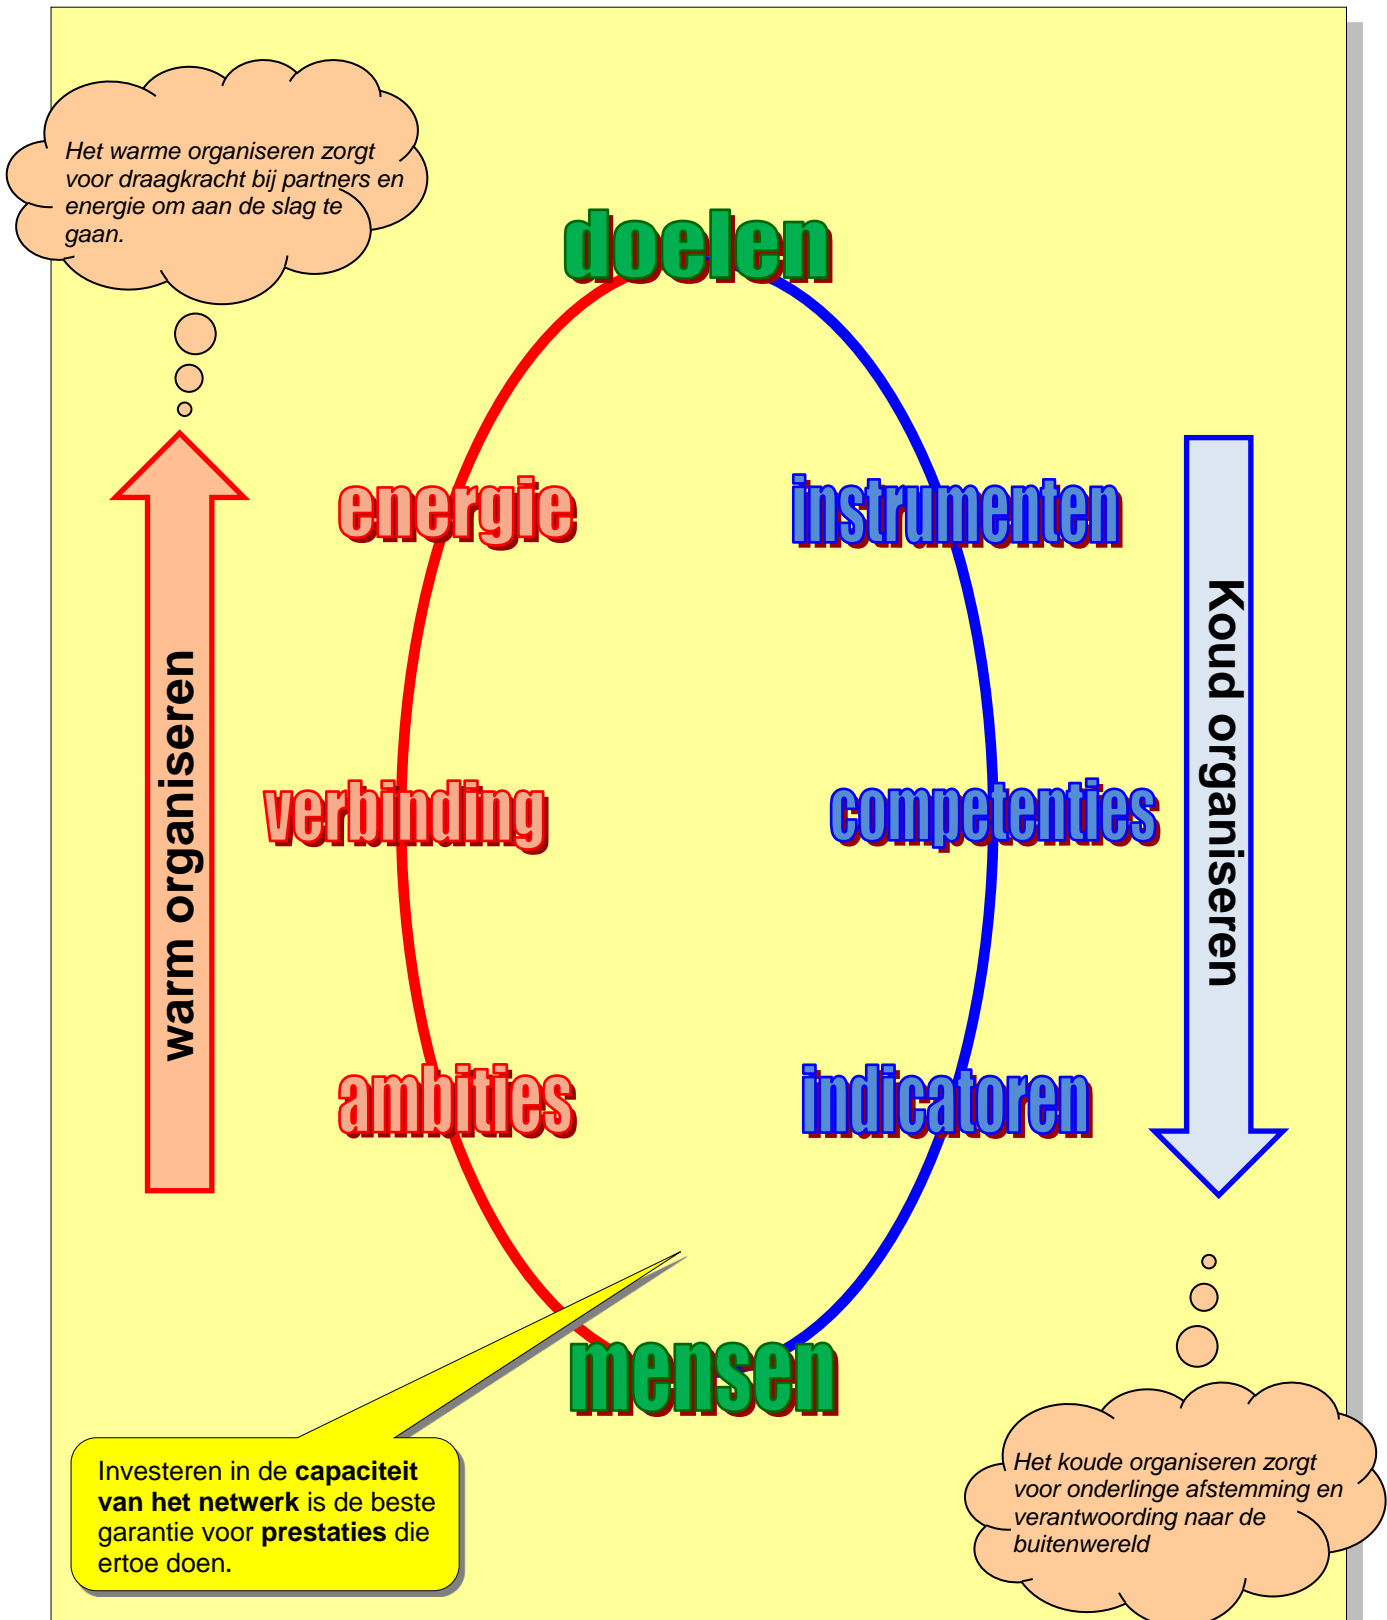 Het warme organiseren zorgt
voor draagkracht bij partners en
energie om aan de slag te
gaan.
doelen
energie
instrumenten
warm organiseren
Koud organiseren
verbinding
competenties
ambities
indicatoren
mensen
Investeren in de capaciteit
van het netwerk is de beste
garantie voor prestaties die
ertoe doen.
Het koude organiseren zorgt
voor onderlinge afstemming en
verantwoording naar de
buitenwereld